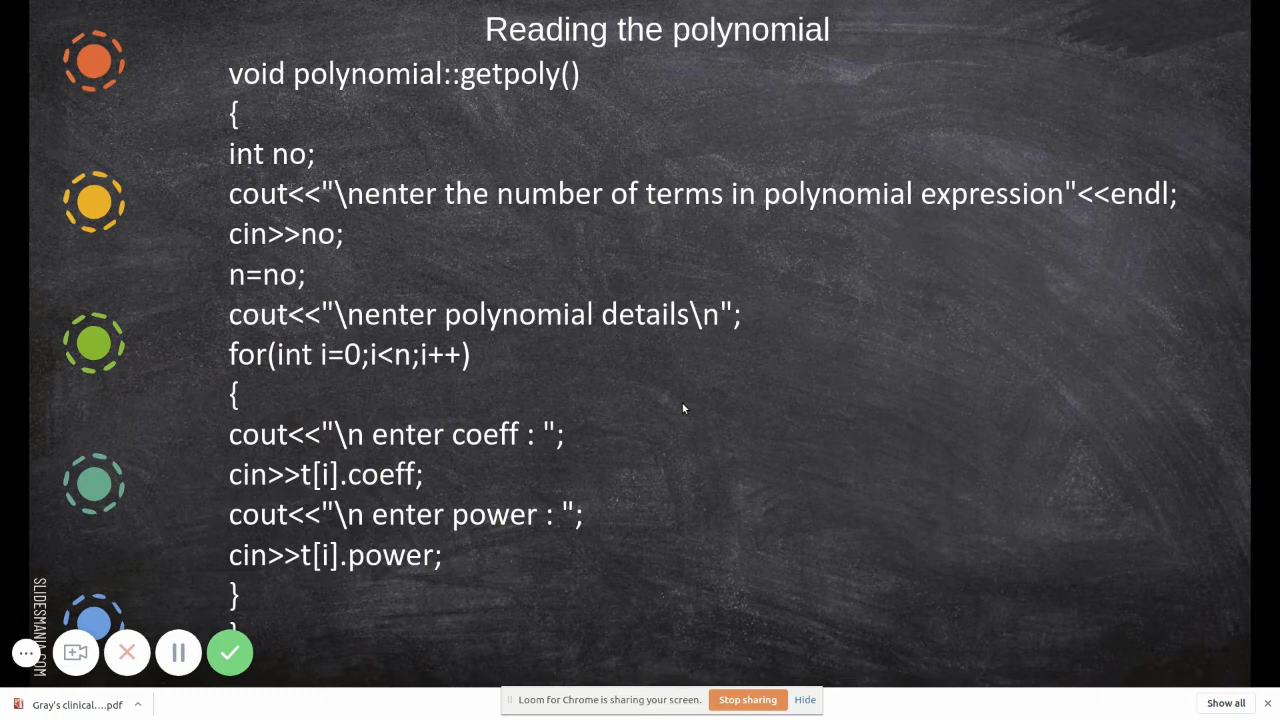 Reading the polynomial
void polynomial::getpoly()
{
int no;
cout<<"\nenter the number of terms in polynomial expression"<<endl;
cin>>no;
n=no;
cout<<"\nenter polynomial details\n";
for(int i=0;i<n;i++)
{
cout<<"\n enter coeff : ";
cin>>t[i].coeff;
cout<<"\n enter power : ";
cin>>t[i].power;
}
}
SLIDESMANIA.COM
Gray's clinical....pdf
Loom for Chrome is sharing your screen.
Stop sharing
Hide
Show all